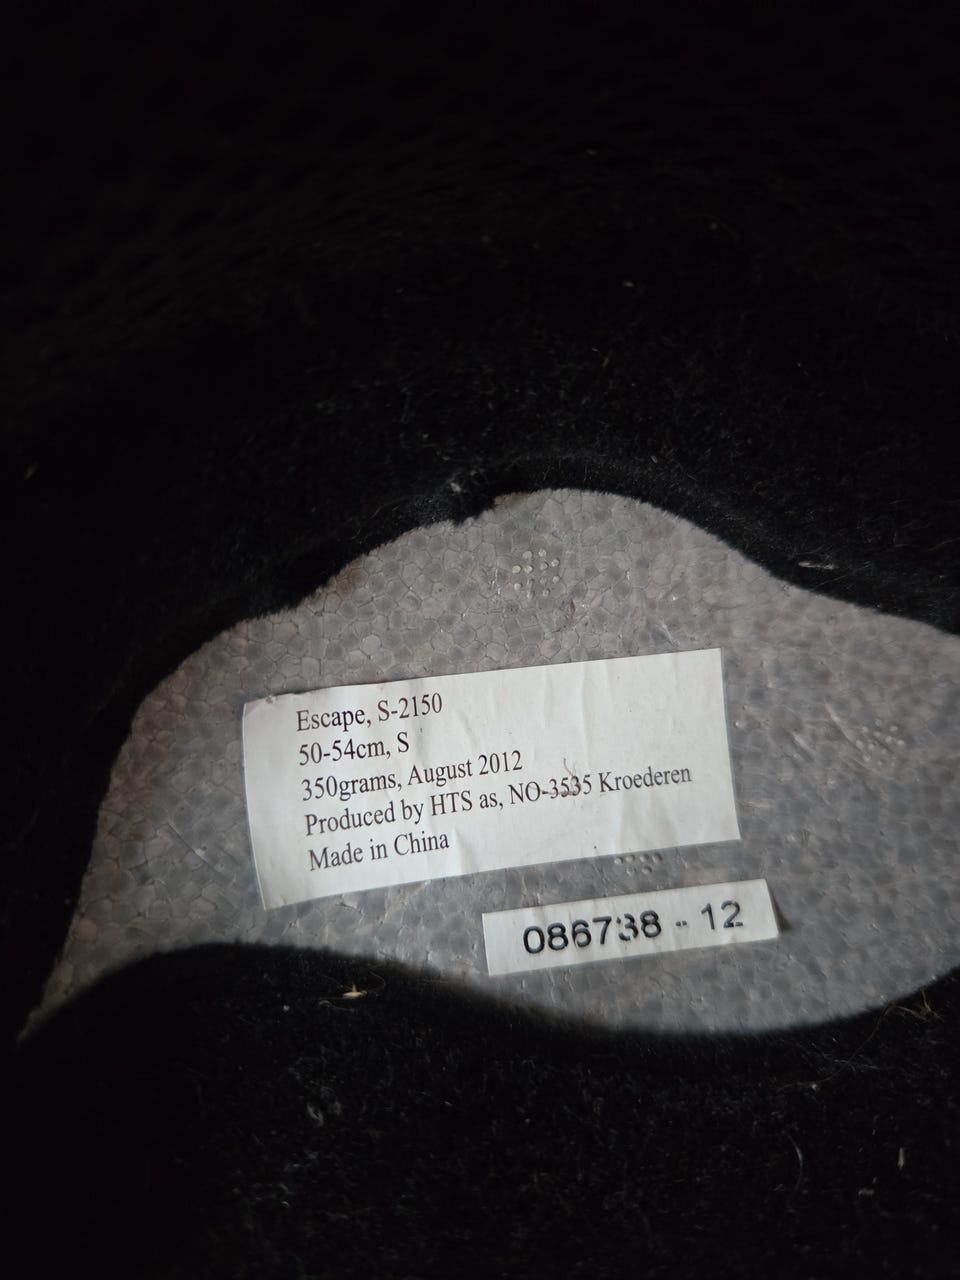 Escape, S-2150
50-54cm, S
350grams, August 2012
Produced by HTS as, NO-3535 Kroederen
Made in China
086738 - 12